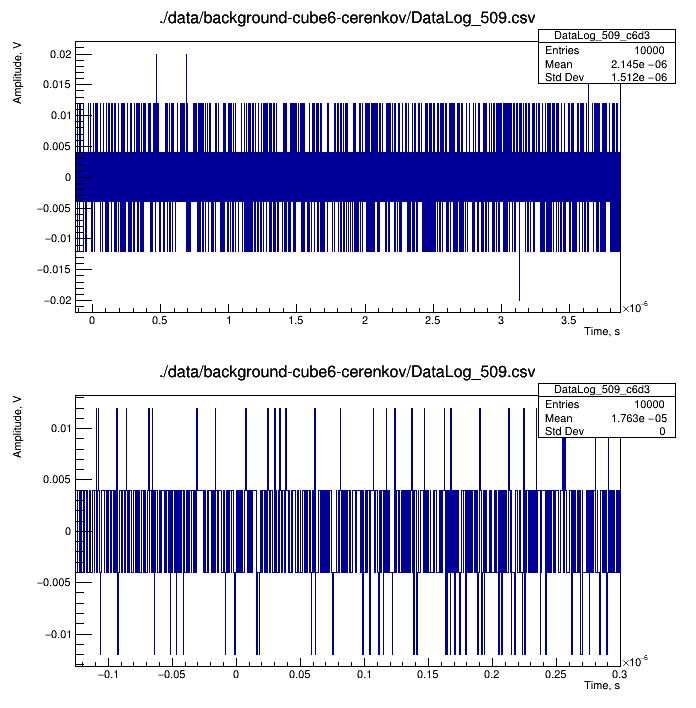 ./data/background-cube6-cerenkov/DataLog_509.csv
DataLog_509_c6d3
Entries 10000
Mean 2.145e −06
Std Dev 1.512e −06
Amplitude, V
0.02
0.015
0.01
0.005
0
−0.005
−0.01
−0.015
−0.02
0 0.5 1 1.5 2 2.5 3 3.5
×10⁻⁶
Time, s
./data/background-cube6-cerenkov/DataLog_509.csv
DataLog_509_c6d3
Entries 10000
Mean 1.763e −05
Std Dev 0
Amplitude, V
0.01
0.005
0
−0.005
−0.01
−0.1 −0.05 0 0.05 0.1 0.15 0.2 0.25 0.3
×10⁻⁶
Time, s